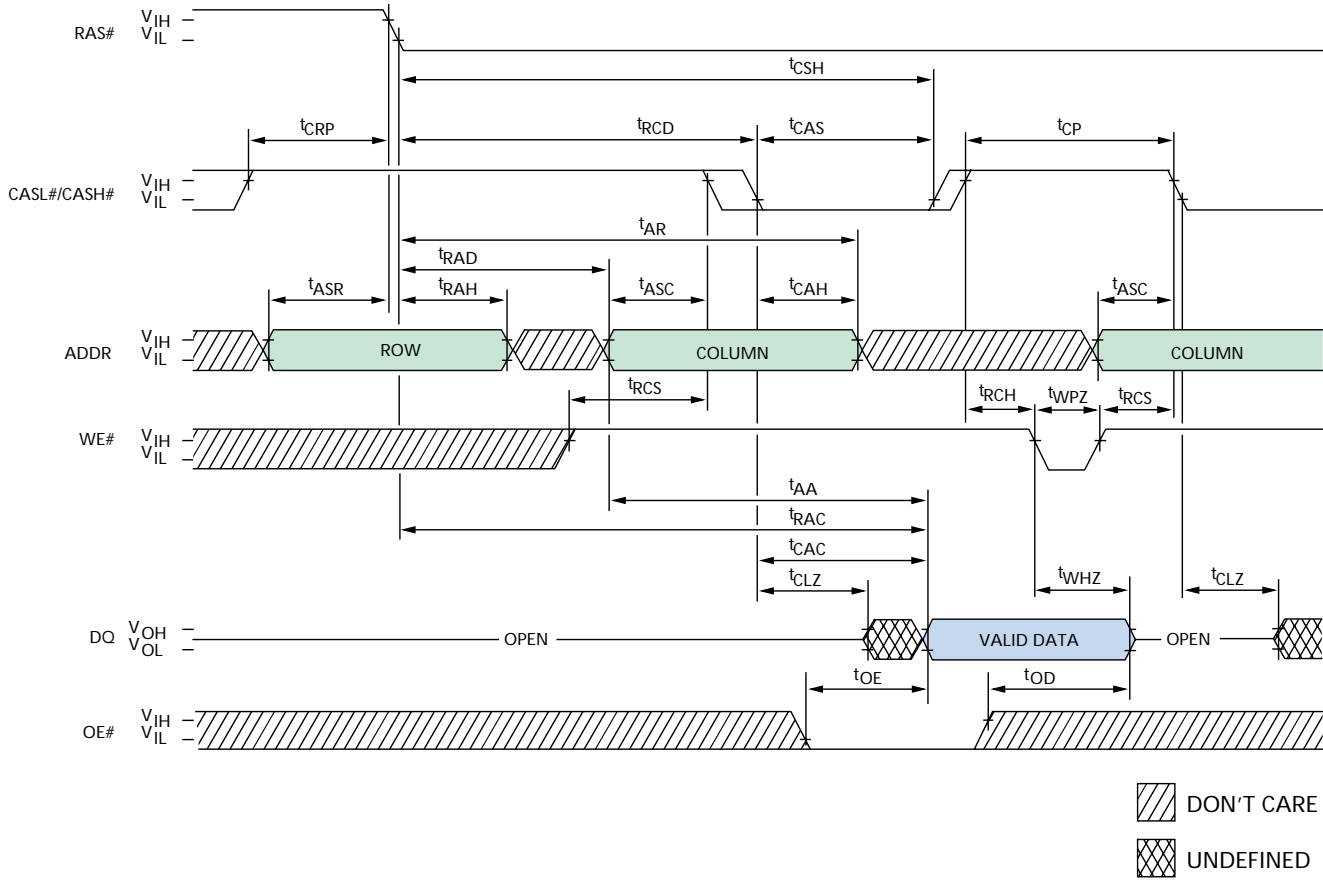 RAS# VIH
VIL
tCSH
tCRP tRCD tCAS tCP
CASL#/CASH# VIH
VIL
tAR
tRAD
tASR tRAH tASC tCAH tASC
ADDR VIH
VIL
ROW COLUMN COLUMN
tRCS tRCH tWPZ tRCS
WE# VIH
VIL
tAA
tRAC
tCAC
tCLZ tWHZ tCLZ
DQ VOH
VOL
OPEN VALID DATA OPEN
tOE tOD
OE# VIH
VIL
DON'T CARE
UNDEFINED